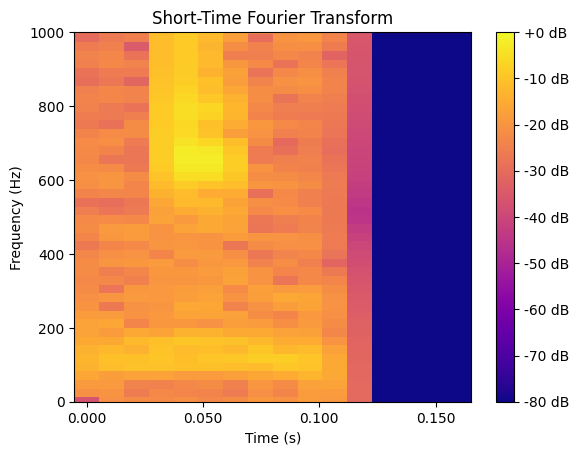 Short-Time Fourier Transform
1000
800
600
400
200
0
Frequency (Hz)
0.000
0.050
0.100
0.150
Time (s)
+0 dB
-10 dB
-20 dB
-30 dB
-40 dB
-50 dB
-60 dB
-70 dB
-80 dB